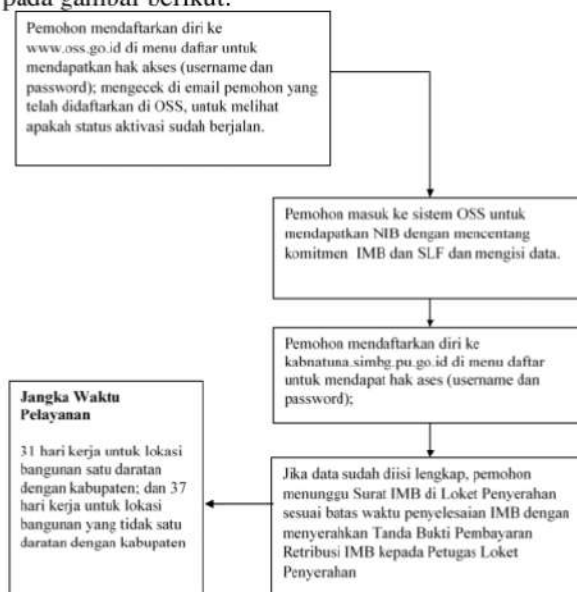 pada gambar berikut:
Pemohon mendaftarkan diri ke
www.oss.go.id di menu daftar untuk
mendapatkan hak akses (username dan
password); mengecek di email pemohon yang
telah didaftarkan di OSS, untuk melihat
apakah status aktivasi sudah berjalan.
Pemohon masuk ke sistem OSS untuk
mendapatkan NIB dengan mencentang
komitmen IMB dan SLF dan mengisi data.
Pemohon mendaftarkan diri ke
kabnatuna.simbg.pu.go.id di menu daftar
untuk mendapat hak ases (username dan
password);
Jika data sudah diisi lengkap, pemohon
menunggu Surat IMB di Loket Penyerahan
sesuai batas waktu penyelesaian IMB dengan
menyerahkan Tanda Bukti Pembayaran
Retribusi IMB kepada Petugas Loket
Penyerahan
Jangka Waktu
Pelayanan
31 hari kerja untuk lokasi
bangunan satu daratan
dengan kabupaten; dan 37
hari kerja untuk lokasi
bangunan yang tidak satu
daratan dengan kabupaten